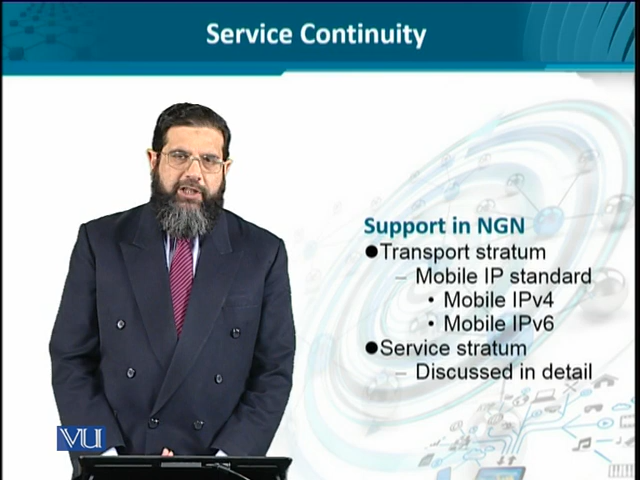 Service Continuity
Support in NGN
●Transport stratum
– Mobile IP standard
• Mobile IPv4
• Mobile IPv6
●Service stratum
– Discussed in detail
VU